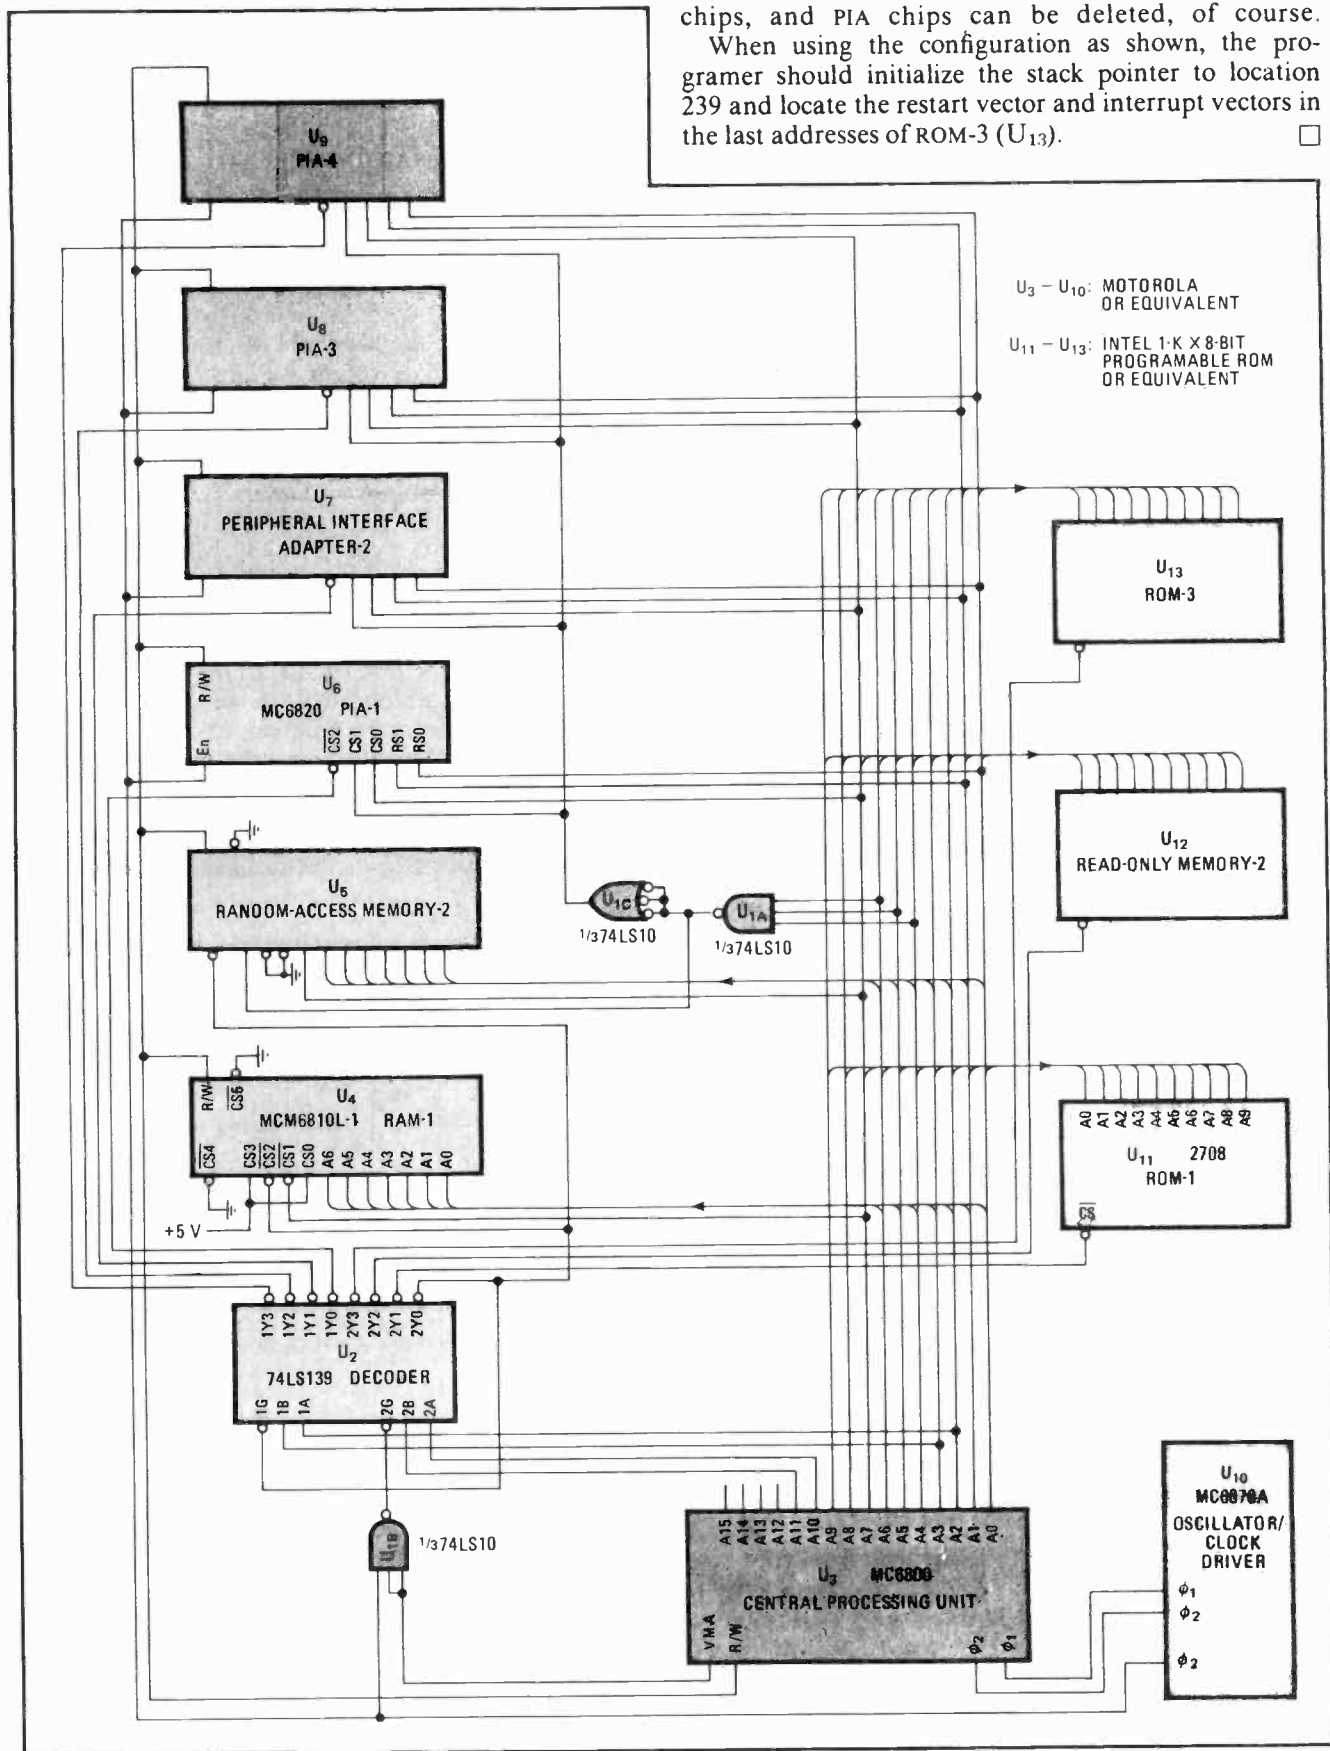 chips, and PIA chips can be deleted, of course.
When using the configuration as shown, the pro-
gramer should initialize the stack pointer to location
239 and locate the restart vector and interrupt vectors in
the last addresses of ROM-3 (U13). □
U9
PIA-4
U8
PIA-3
U3 – U10: MOTOROLA
OR EQUIVALENT
U11 – U13: INTEL 1-K X 8-BIT
PROGRAMABLE ROM
OR EQUIVALENT
U7
PERIPHERAL INTERFACE
ADAPTER-2
U13
ROM-3
R/W
U6
MC6820 PIA-1
En
CS2 CS1 CS0 RS1 RS0
U12
READ-ONLY MEMORY-2
U5
RANDOM-ACCESS MEMORY-2
U1C
1/374LS10
U1A
1/374LS10
R/W
CS5
U4
MCM6810L-1 RAM-1
CS4 CS3 CS2 CS1 CS0 A6 A5 A4 A3 A2 A1 A0
+5 V
A0 A1 A2 A3 A4 A5 A6 A7 A8 A9
U11 2708
ROM-1
CS
1Y3 1Y2 1Y1 1Y0 2Y3 2Y2 2Y1 2Y0
U2
74LS139 DECODER
1G 1B 1A 2G 2B 2A
U1B
1/374LS10
A15 A14 A13 A12 A11 A10 A9 A8 A7 A6 A5 A4 A3 A2 A1 A0
U3 MC6800
CENTRAL PROCESSING UNIT
VMA R/W ϕ2 ϕ1
U10
OSCILLATOR/
CLOCK
DRIVER
ϕ1
ϕ2
ϕ2